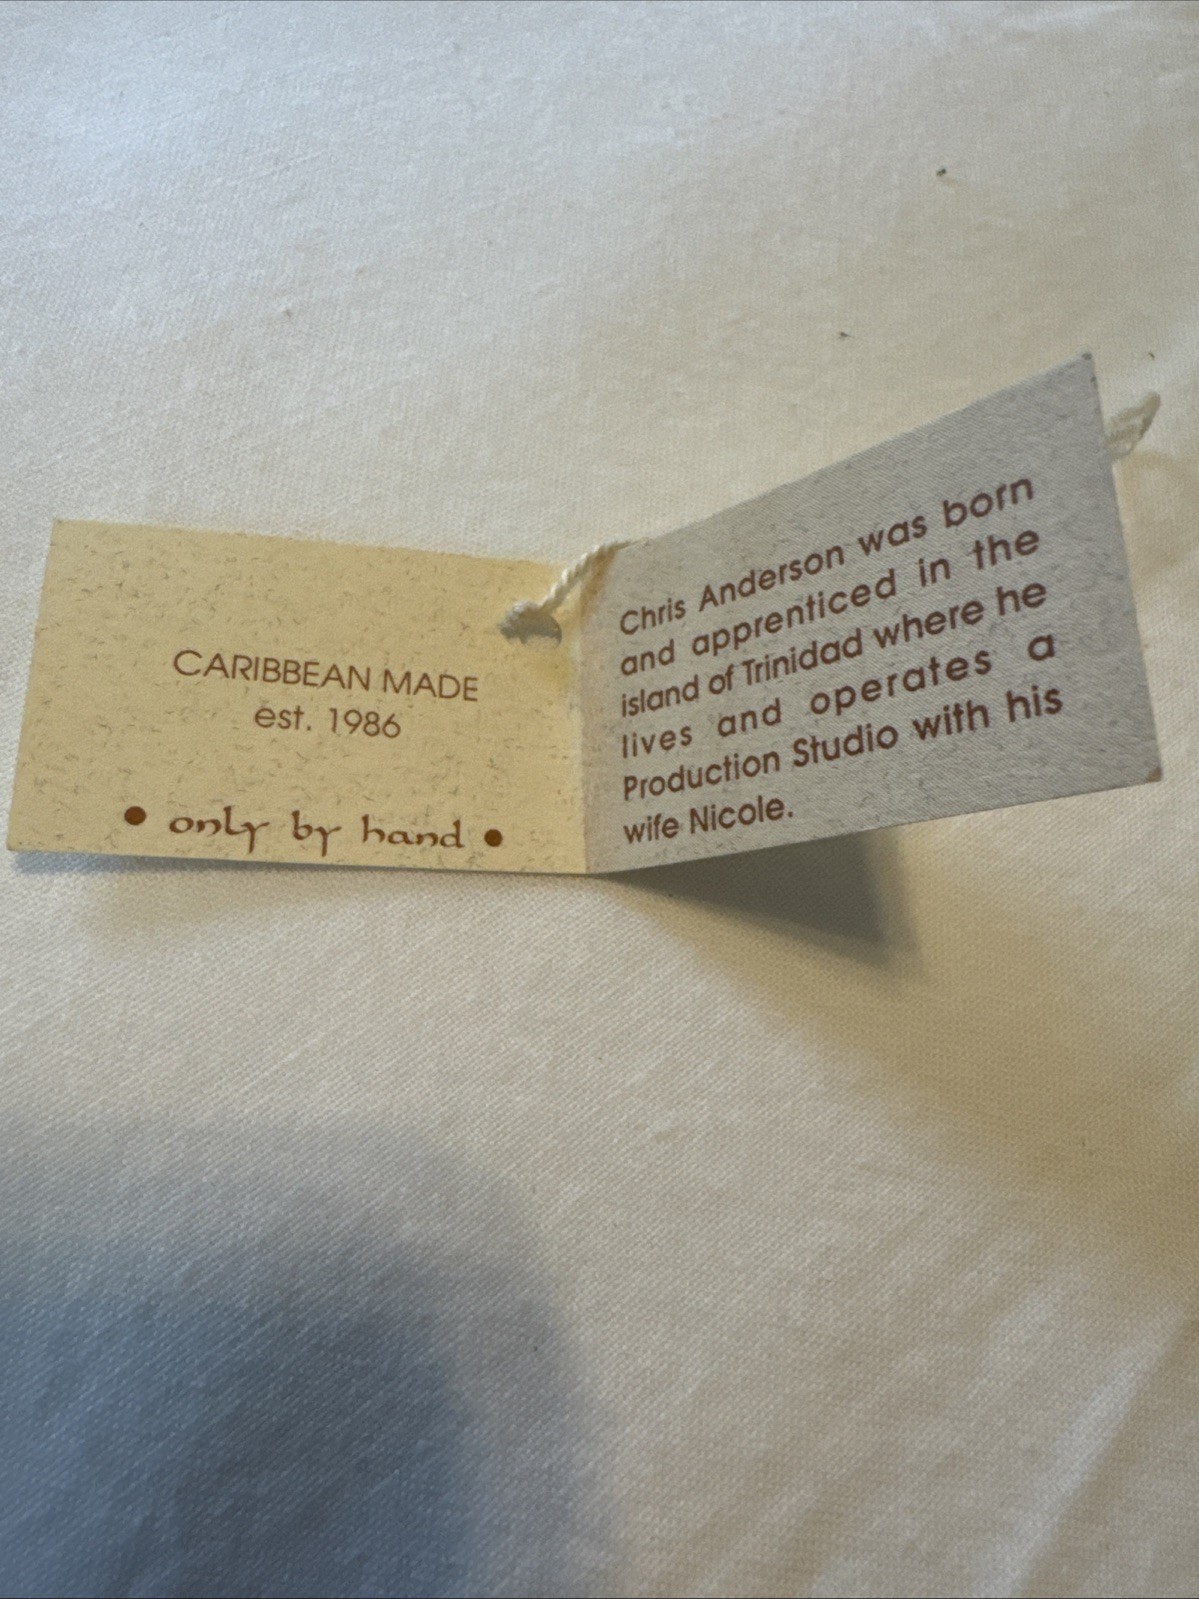 CARIBBEAN MADE
est. 1986
• only by hand •
Chris Anderson was born
and apprenticed in the
island of Trinidad where he
lives and operates a
Production Studio with his
wife Nicole.